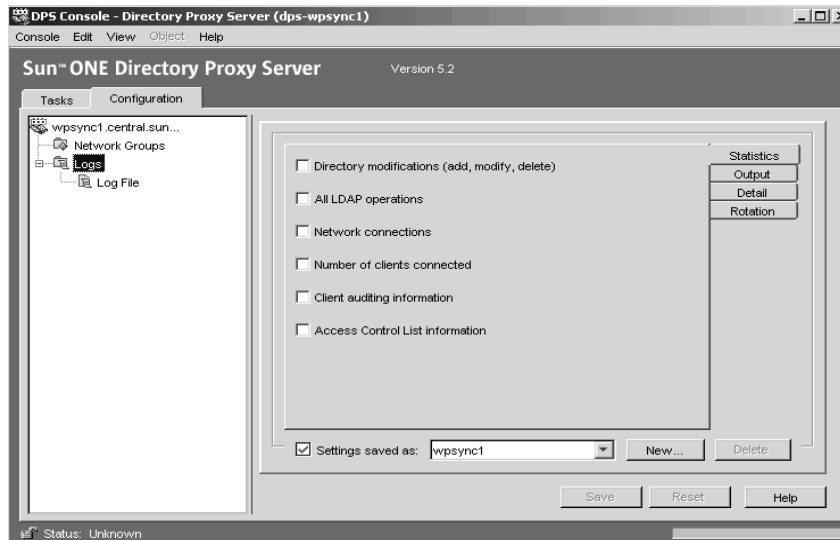 DPS Console - Directory Proxy Server (dps-wpsync1)
Console Edit View Object Help
Sun™ ONE Directory Proxy Server Version 5.2
Tasks Configuration
wpsync1.central.sun...
Network Groups
Logs
Log File
Directory modifications (add, modify, delete)
All LDAP operations
Network connections
Number of clients connected
Client auditing information
Access Control List information
Statistics
Output
Detail
Rotation
Settings saved as: wpsync1 New... Delete
Save Reset Help
Status: Unknown